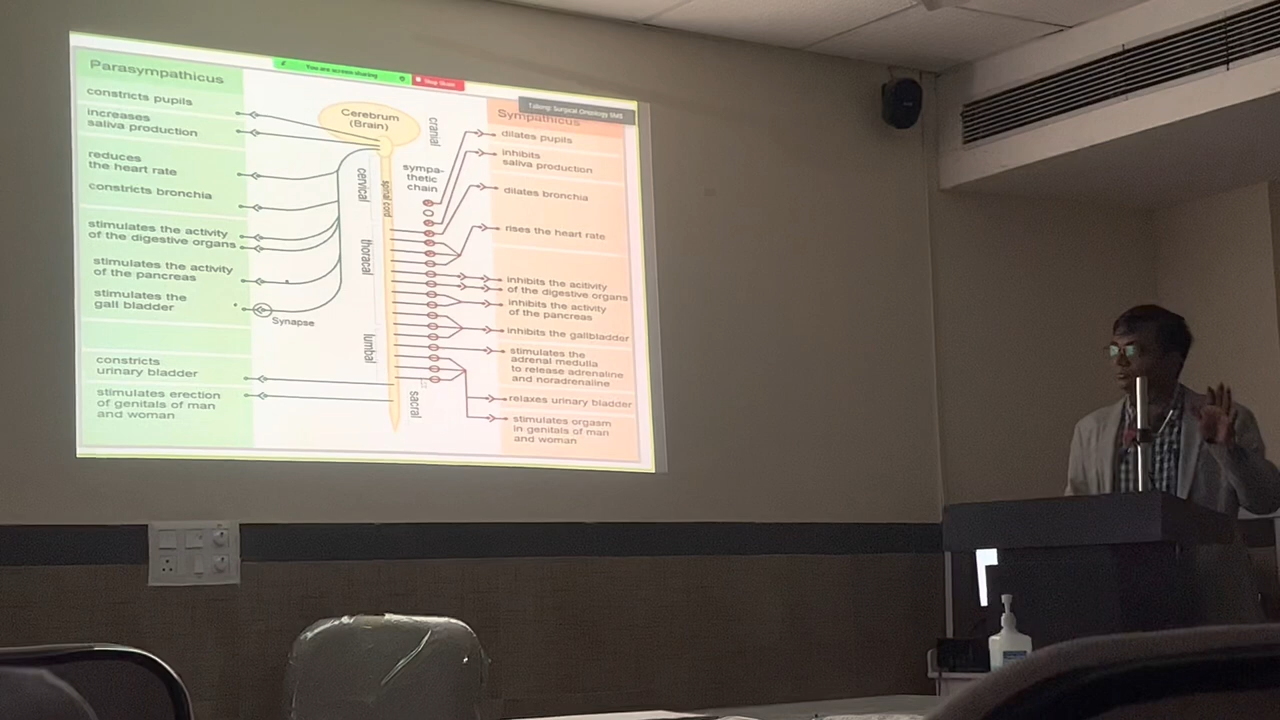 You are screen sharing
Stop Share
Talking: Surgical Oncology SMS
Parasympathicus
constricts pupils
increases
saliva production
reduces
the heart rate
constricts bronchia
stimulates the activity
of the digestive organs
stimulates the activity
of the pancreas
stimulates the
gall bladder
constricts
urinary bladder
stimulates erection
of genitals of man
and woman
Synapse
Cerebrum
(Brain)
cranial
cervical
spinal cord
sympa-
thetic
chain
thoracal
lumbal
sacral
Sympathicus
dilates pupils
inhibits
saliva production
dilates bronchia
rises the heart rate
inhibits the acitivity
of the digestive organs
inhibits the activity
of the pancreas
inhibits the gallbladder
stimulates the
adrenal medulla
to release adrenaline
and noradrenaline
relaxes urinary bladder
stimulates orgasm
in genitals of man
and woman